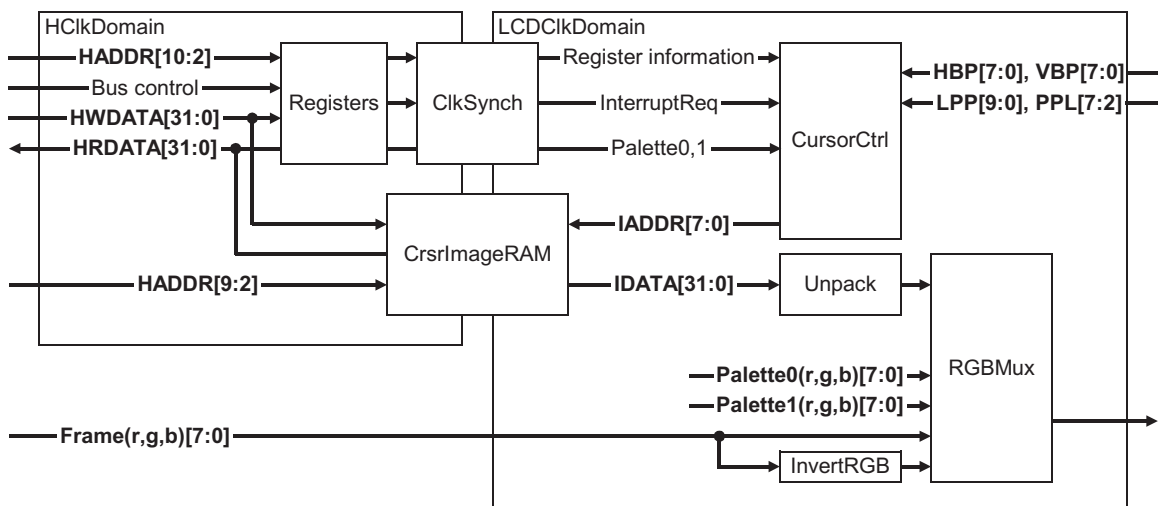 HClkDomain
LCDClkDomain
HADDR[10:2]
Bus control
HWDATA[31:0]
HRDATA[31:0]
Registers
ClkSynch
Register information
InterruptReq
Palette0,1
CursorCtrl
HBP[7:0], VBP[7:0]
LPP[9:0], PPL[7:2]
IADDR[7:0]
CrsrImageRAM
HADDR[9:2]
IDATA[31:0]
Unpack
RGBMux
Palette0(r,g,b)[7:0]
Palette1(r,g,b)[7:0]
Frame(r,g,b)[7:0]
InvertRGB